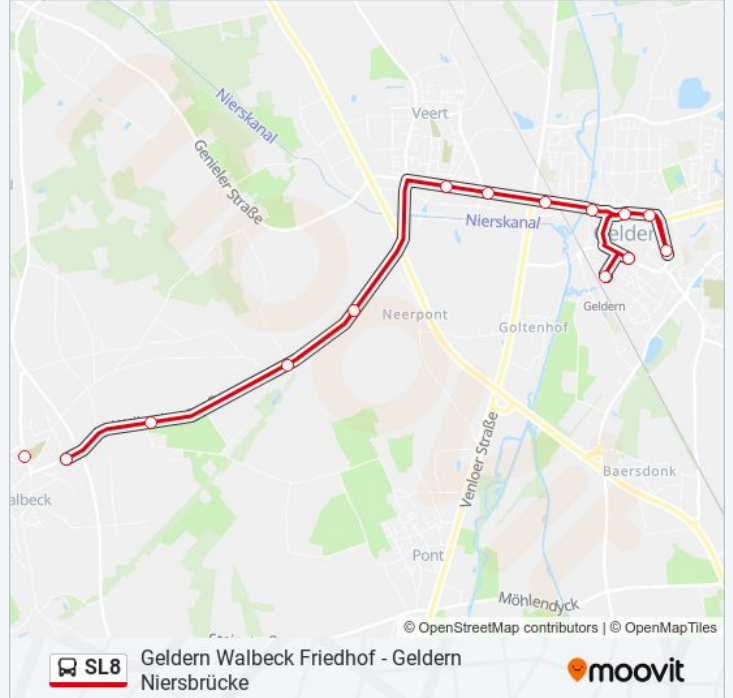 Nierskanal
Veert
Genieler Straße
Nierskanal
Gelder
Geldern
Neerpont
Goltenhof
Venloer Straße
Baersdonk
albeck
Pont
Möhlendyck
© OpenStreetMap contributors | © OpenMapTiles
SL8
Geldern Walbeck Friedhof - Geldern
Niersbrücke
moovit